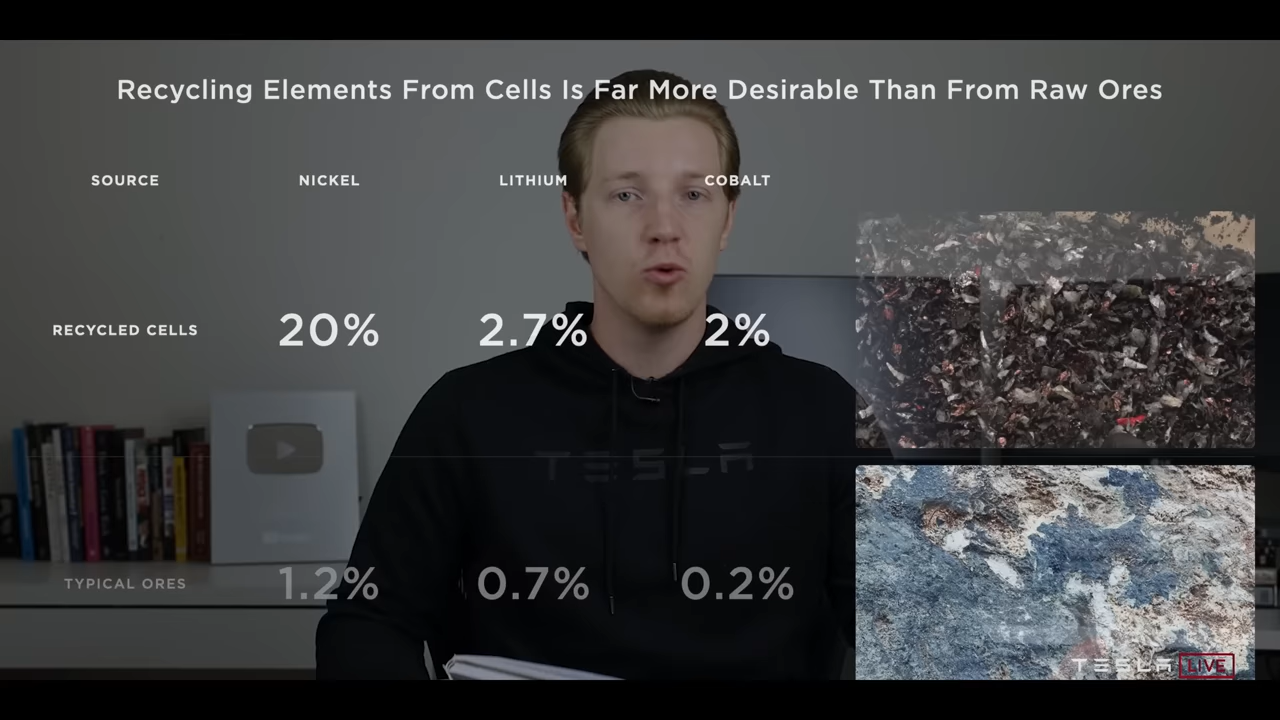 Recycling Elements From Cells Is Far More Desirable Than From Raw Ores
SOURCE NICKEL LITHIUM COBALT
RECYCLED CELLS 20% 2.7% 2%
TESLA
TYPICAL ORES 1.2% 0.7% 0.2%
TESLA LIVE